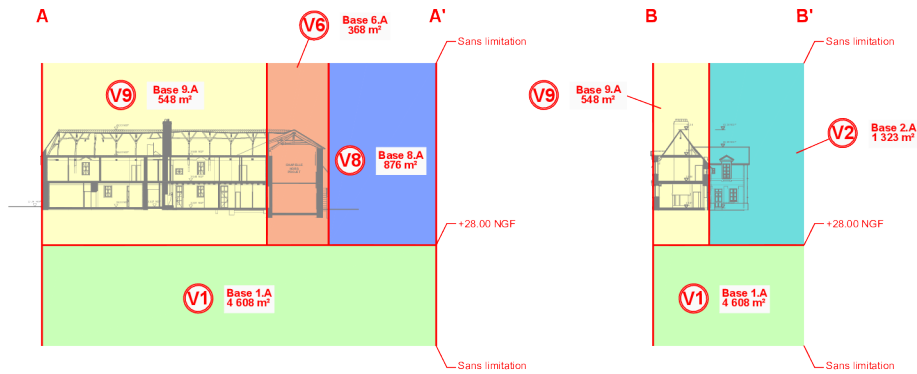 A
V6
Base 6.A
368 m²
A'
Sans limitation
V9
Base 9.A
548 m²
V8
Base 8.A
876 m²
+28.00 NGF
V1
Base 1.A
4 608 m²
Sans limitation
B
B'
Sans limitation
V9
Base 9.A
548 m²
V2
Base 2.A
1 323 m²
+28.00 NGF
V1
Base 1.A
4 608 m²
Sans limitation